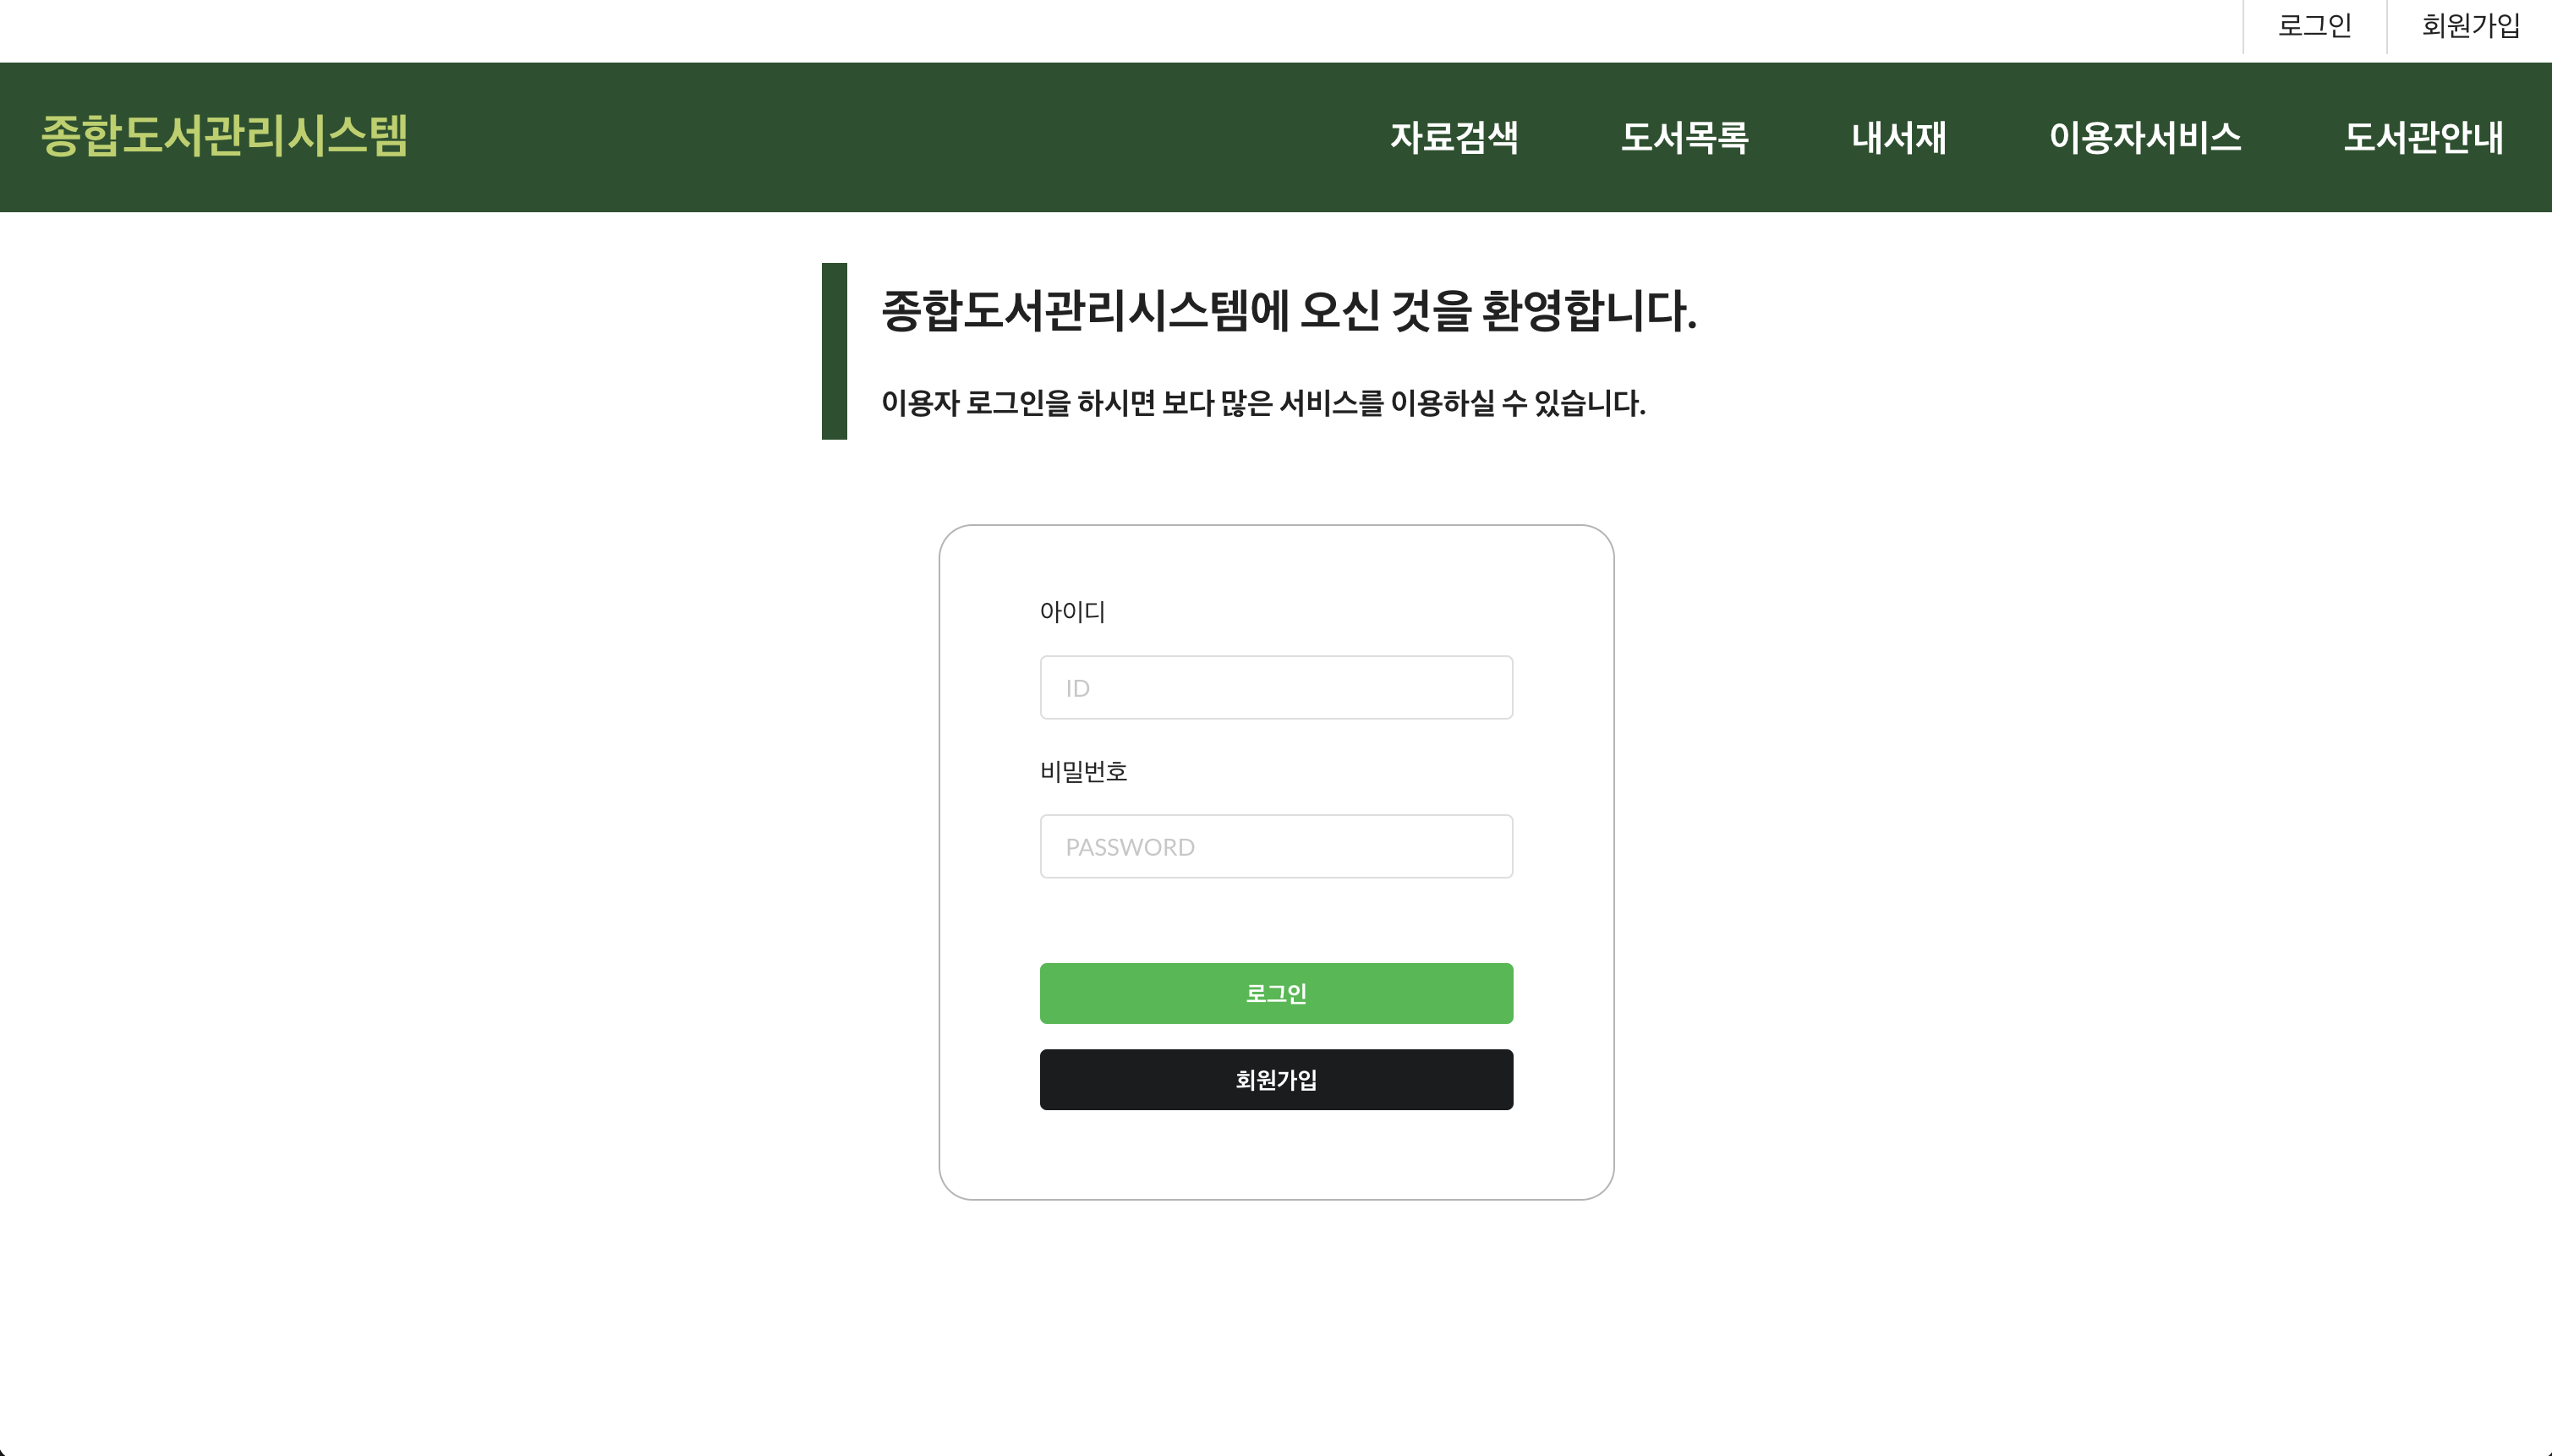 로그인 회원가입
종합도서관리시스템 자료검색 도서목록 내서재 이용자서비스 도서관안내
종합도서관리시스템에 오신 것을 환영합니다.
이용자 로그인을 하시면 보다 많은 서비스를 이용하실 수 있습니다.
아이디
ID
비밀번호
PASSWORD
로그인
회원가입